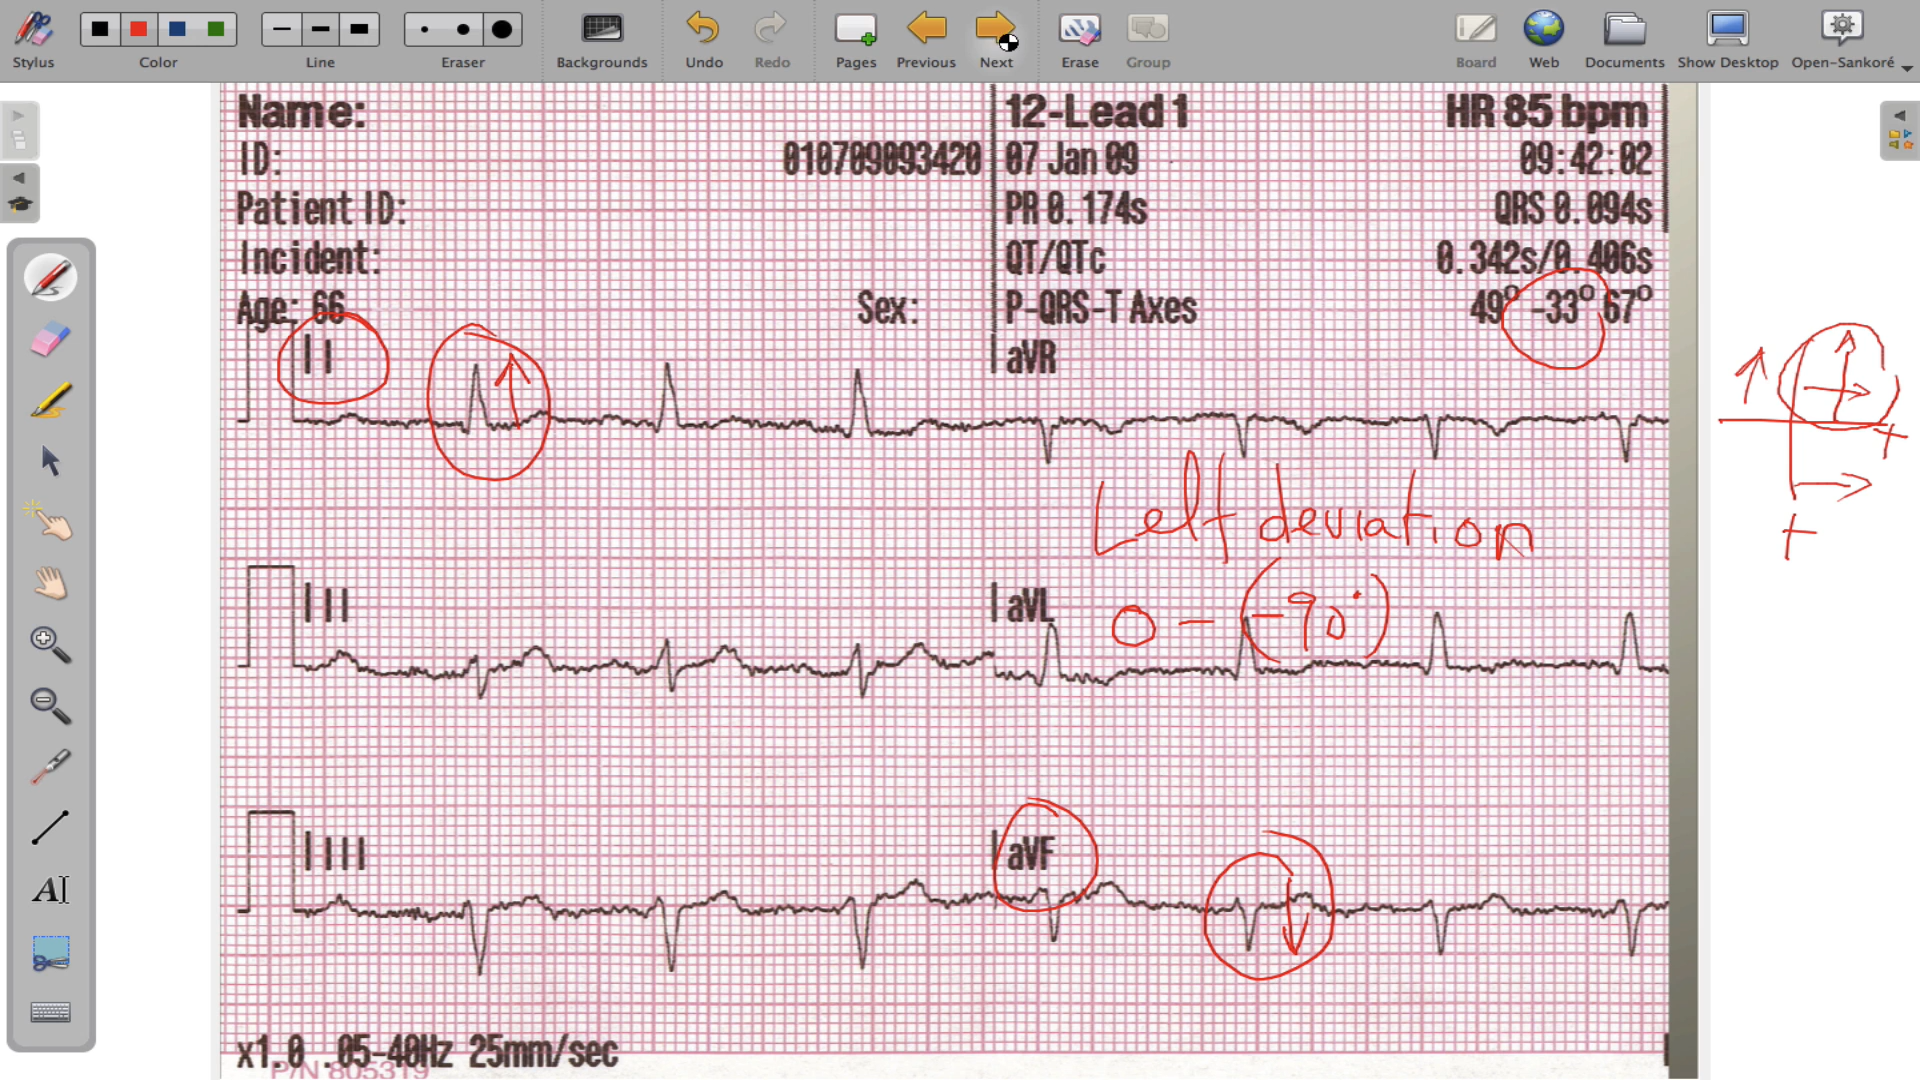 Stylus Color Line Eraser Backgrounds Undo Redo Pages Previous Next Erase Group Board Web Documents Show Desktop Open-Sankoré
Name: 12-Lead 1 HR 85 bpm
ID: 010709093420 07 Jan 09 09:42:02
Patient ID: PR 0.174s QRS 0.094s
Incident: QT/QTc 0.342s/0.406s
Age: 66 Sex: P-QRS-T Axes 49° -33° 67°
I aVR
+
Left deviation
+
II aVL 0 - (-90°)
III aVF
x1.0 .05-40Hz 25mm/sec
P/N 805319
AI